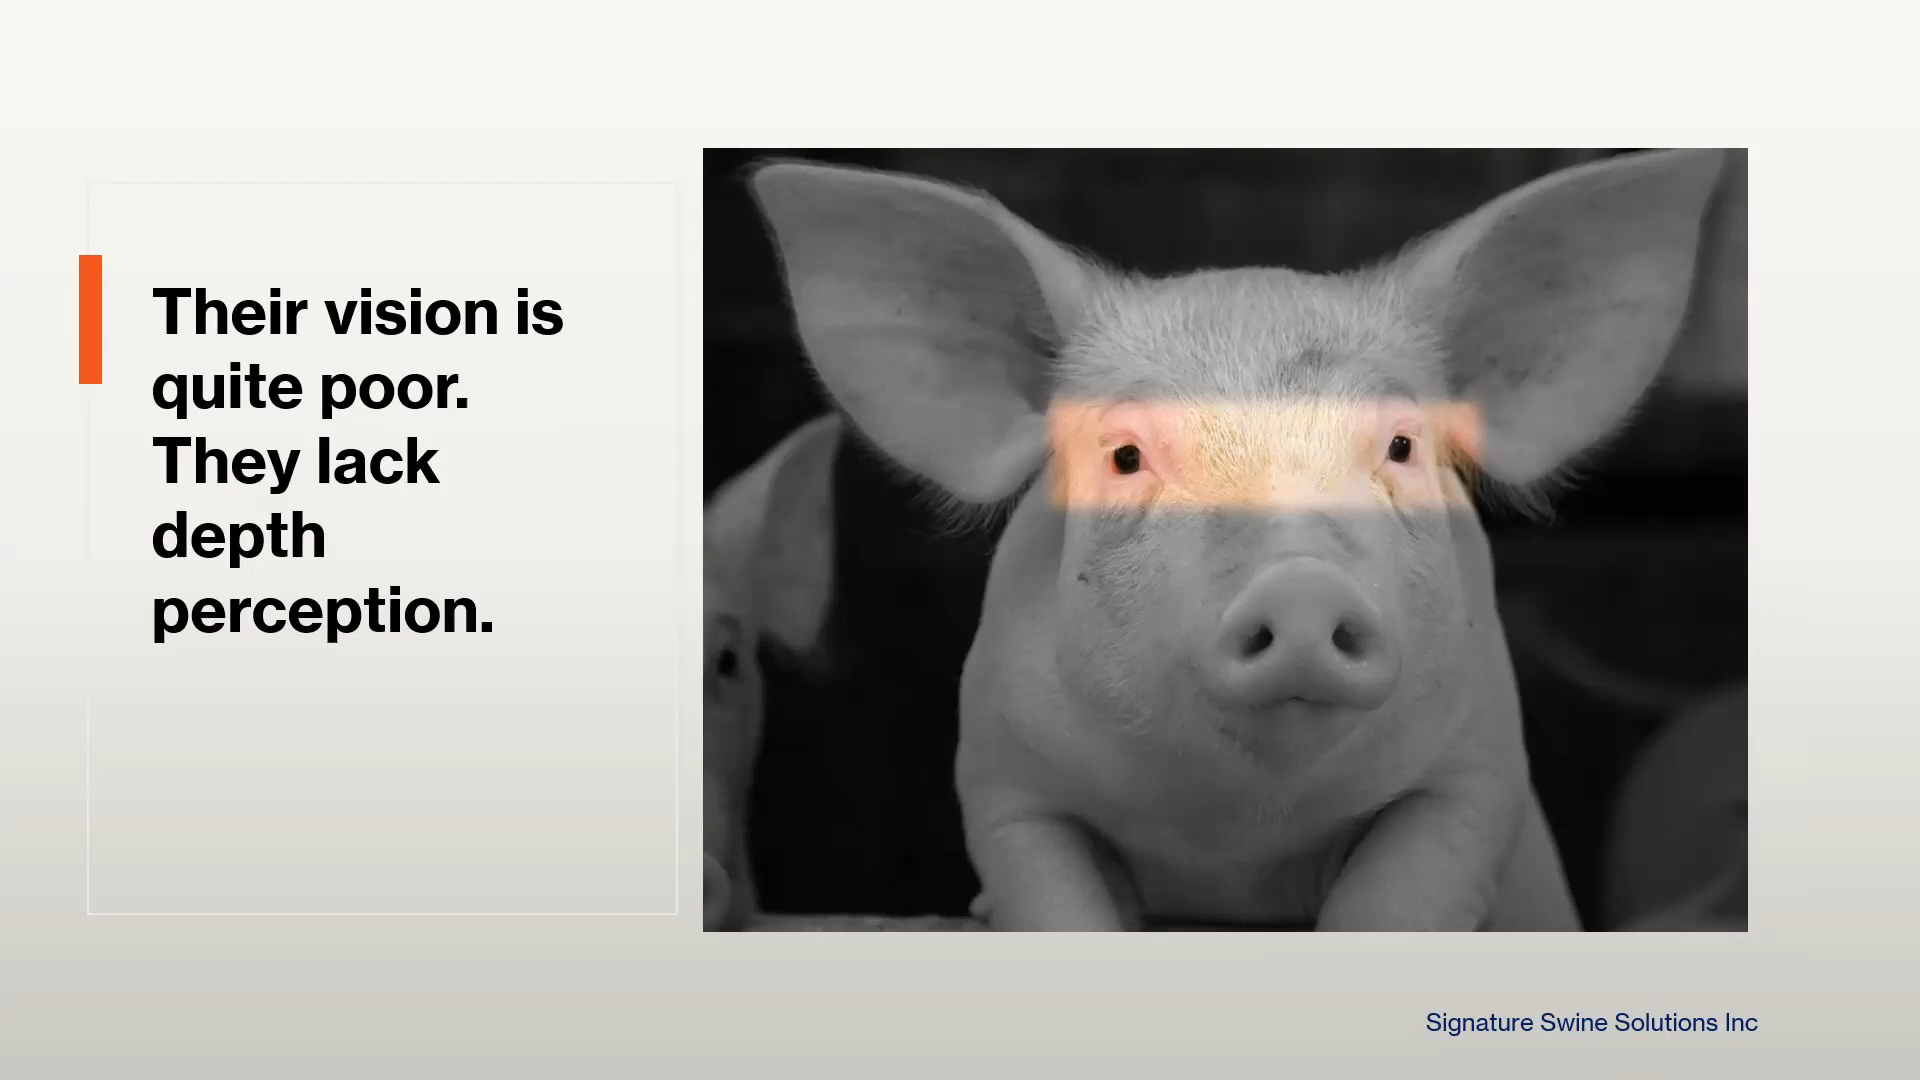 Their vision is
quite poor.
They lack
depth
perception.
Signature Swine Solutions Inc